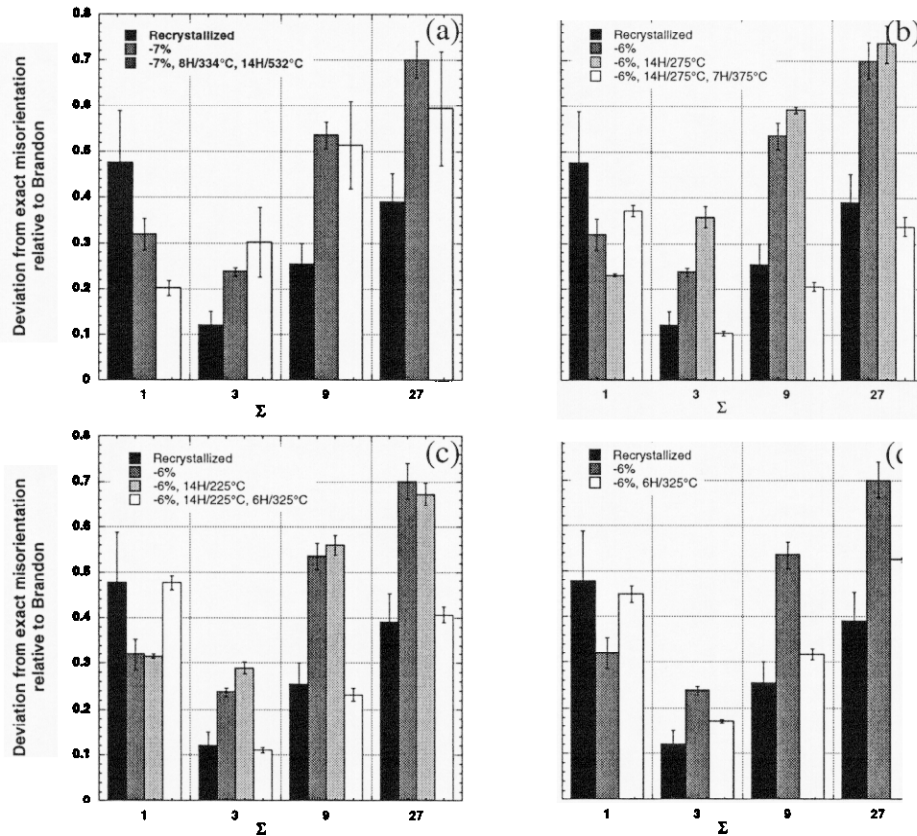 (a)
Recrystallized
-7%
-7%, 8H/334°C, 14H/532°C
Deviation from exact misorientation
relative to Brandon
0.8
0.7
0.6
0.5
0.4
0.3
0.2
0.1
0
1 3 9 27
Σ
(b)
Recrystallized
-6%
-6%, 14H/275°C
-6%, 14H/275°C, 7H/375°C
1 3 9 27
Σ
(c)
Recrystallized
-6%
-6%, 14H/225°C
-6%, 14H/225°C, 6H/325°C
Deviation from exact misorientation
relative to Brandon
0.8
0.7
0.6
0.5
0.4
0.3
0.2
0.1
0
1 3 9 27
Σ
Recrystallized
-6%
-6%, 6H/325°C
1 3 9 27
Σ